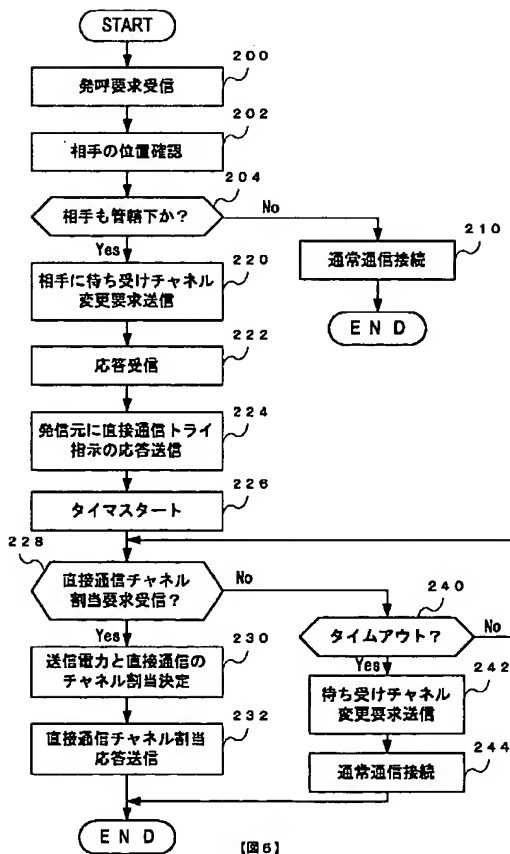 START
200
発呼要求受信
202
相手の位置確認
204
相手も管轄下か？
No
Yes
210
通常通信接続
END
220
相手に待ち受けチャネル
変更要求送信
222
応答受信
224
発信元に直接通信トライ
指示の応答送信
226
タイマスタート
228
直接通信チャネル
割当要求受信？
No
Yes
240
タイムアウト？
No
Yes
230
送信電力と直接通信の
チャネル割当決定
242
待ち受けチャネル
変更要求送信
232
直接通信チャネル割当
応答送信
244
通常通信接続
END
【図6】